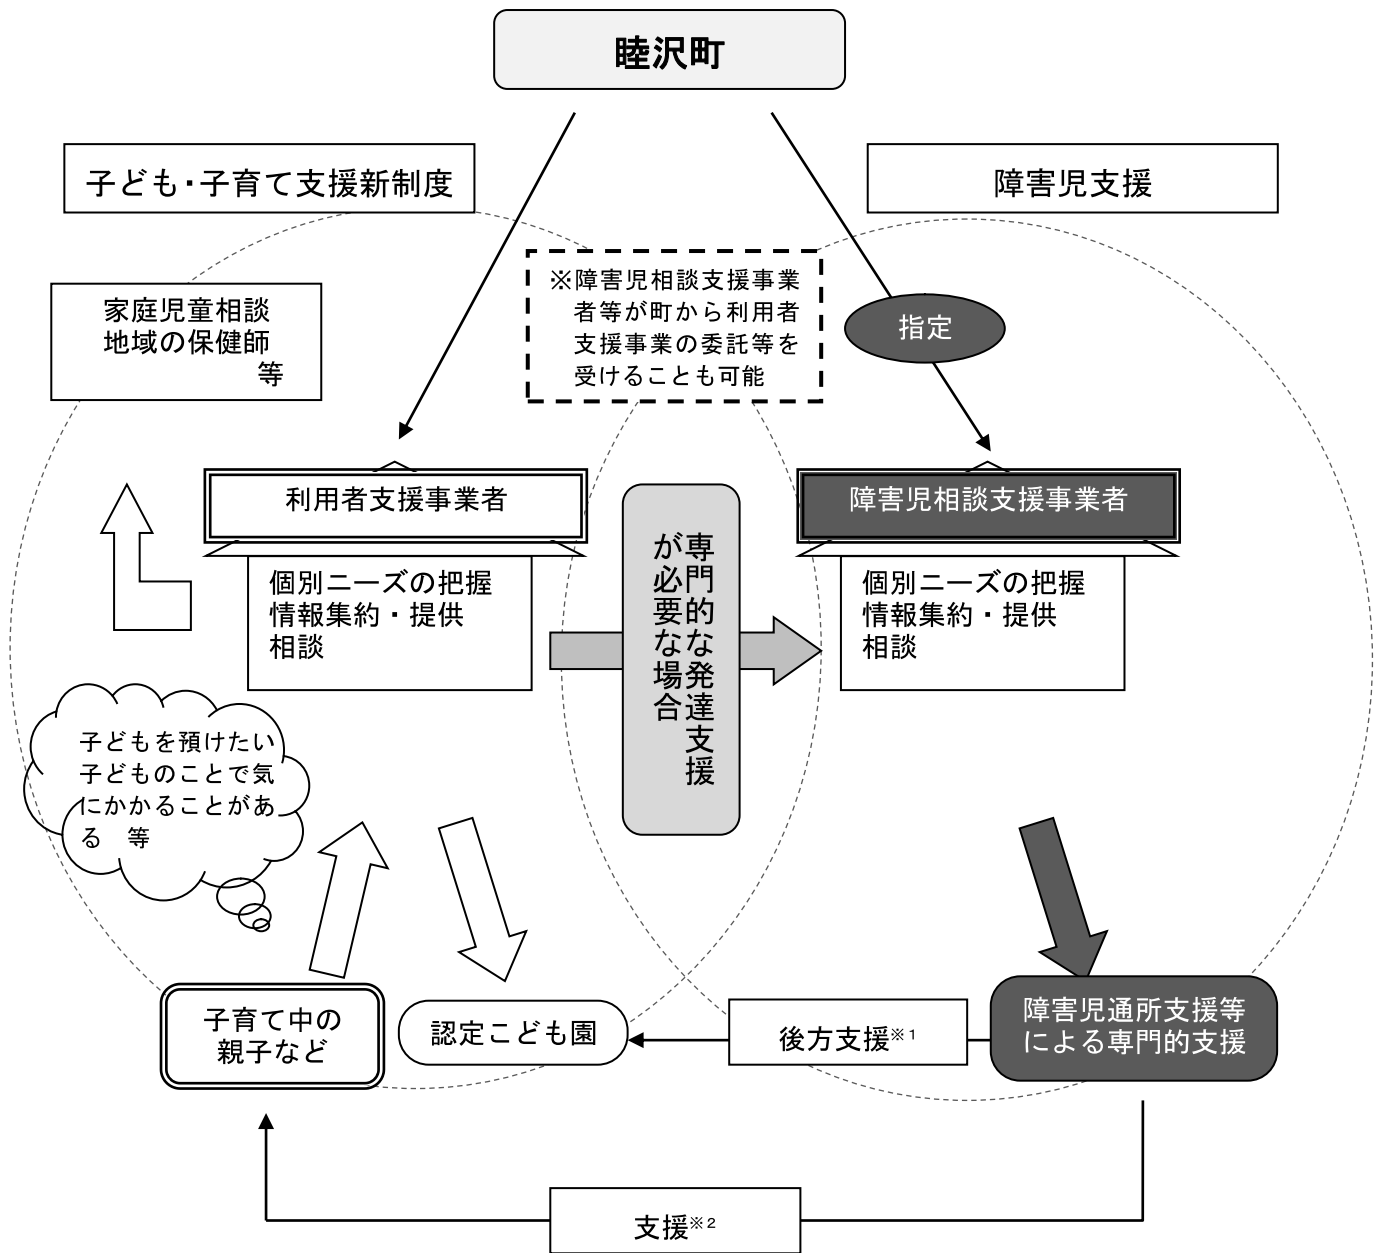 睦沢町
子ども・子育て支援新制度
障害児支援
家庭児童相談
地域の保健師
等
※障害児相談支援事業
者等が町から利用者
支援事業の委託等を
受けることも可能
指定
利用者支援事業者
障害児相談支援事業者
個別ニーズの把握
情報集約・提供
相談
専門的な発達支援
が必要な場合
個別ニーズの把握
情報集約・提供
相談
子どもを預けたい
子どものことで気
にかかることがあ
る 等
子育て中の
親子など
認定こども園
後方支援※1
障害児通所支援等
による専門的支援
支援※2